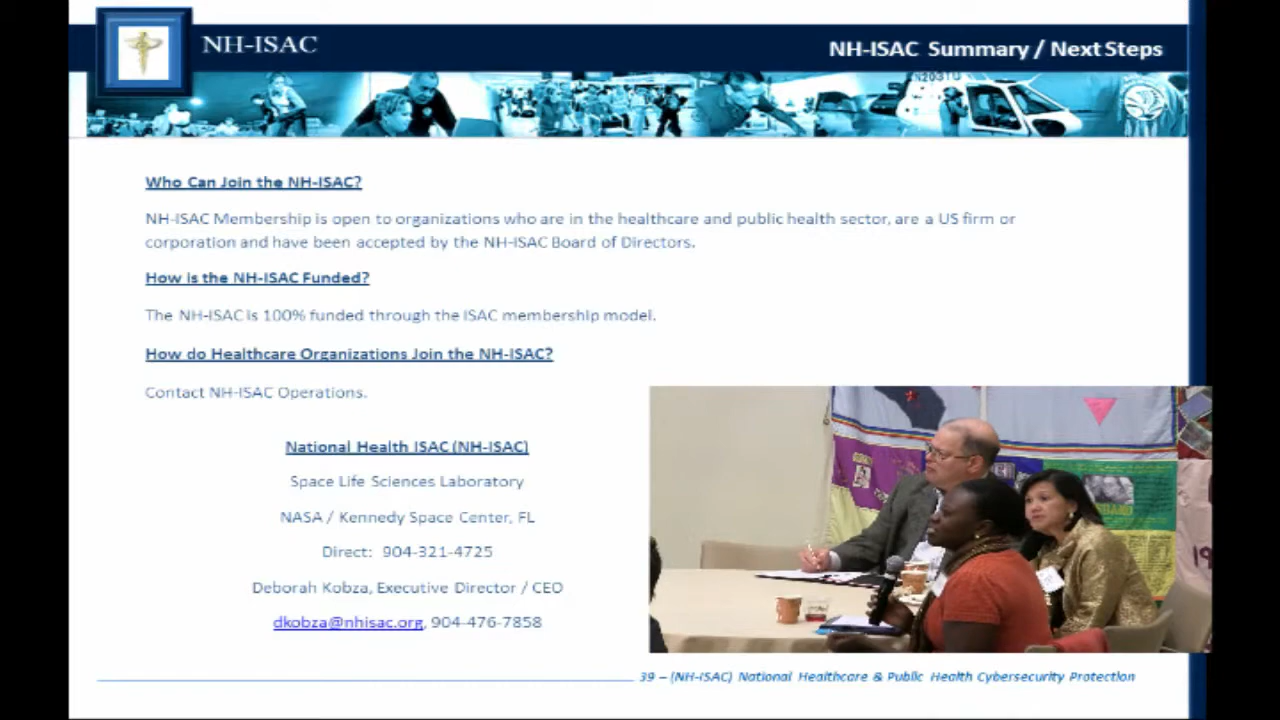 NH-ISAC
NH-ISAC Summary / Next Steps
Who Can Join the NH-ISAC?
NH-ISAC Membership is open to organizations who are in the healthcare and public health sector, are a US firm or
corporation and have been accepted by the NH-ISAC Board of Directors.
How is the NH-ISAC Funded?
The NH-ISAC is 100% funded through the ISAC membership model.
How do Healthcare Organizations Join the NH-ISAC?
Contact NH-ISAC Operations.
National Health ISAC (NH-ISAC)
Space Life Sciences Laboratory
NASA / Kennedy Space Center, FL
Direct: 904-321-4725
Deborah Kobza, Executive Director / CEO
dkobza@nhisac.org, 904-476-7858
39 – (NH-ISAC) National Healthcare & Public Health Cybersecurity Protection